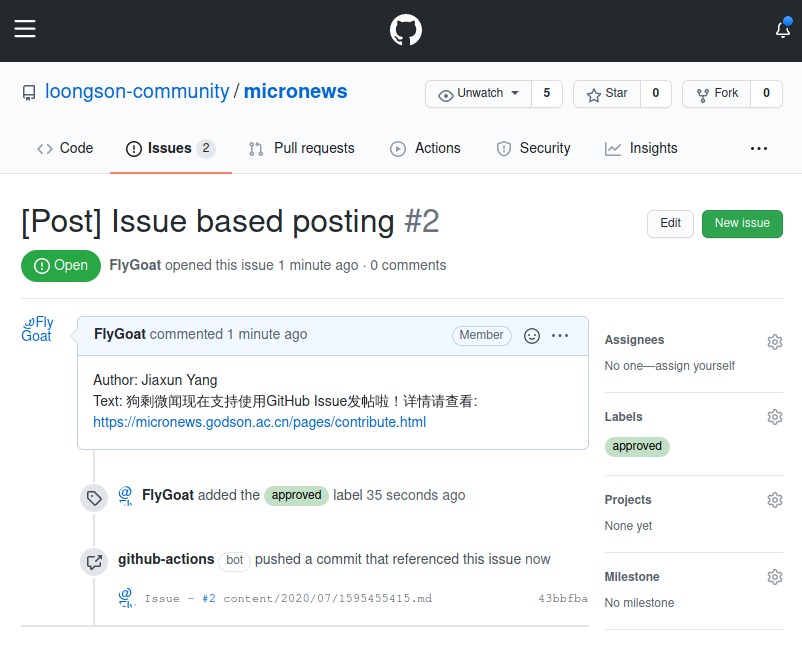 loongson-community / micronews
Unwatch 5 Star 0 Fork 0
Code Issues 2 Pull requests Actions Security Insights
[Post] Issue based posting #2
Edit New issue
Open FlyGoat opened this issue 1 minute ago · 0 comments
@Fly
Goat
FlyGoat commented 1 minute ago Member
Author: Jiaxun Yang
Text: 狗剩微闻现在支持使用GitHub Issue发帖啦！详情请查看:
https://micronews.godson.ac.cn/pages/contribute.html
FlyGoat added the approved label 35 seconds ago
github-actions bot pushed a commit that referenced this issue now
Issue - #2 content/2020/07/1595455415.md 43bbfba
Assignees
No one—assign yourself
Labels
approved
Projects
None yet
Milestone
No milestone